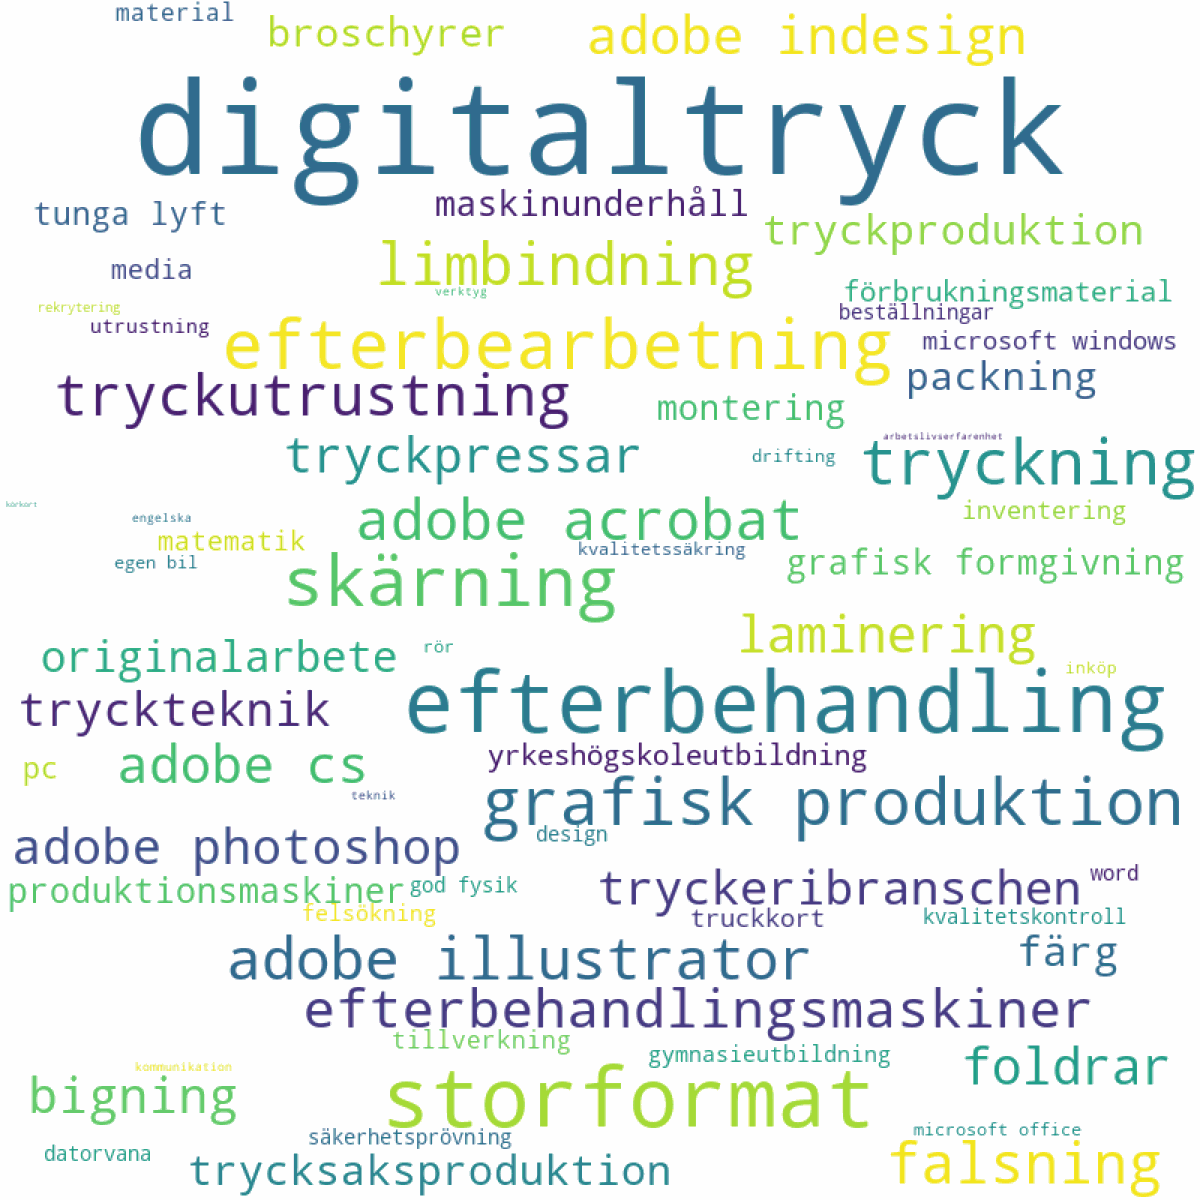 material
broschyrer
adobe indesign
digitaltryck
maskinunderhåll
tunga lyft
tryckproduktion
limbindning
media
verktyg
förbrukningsmaterial
rekrytering
beställningar
utrustning
efterbearbetning
microsoft windows
packning
tryckutrustning
montering
arbetslivserfarenhet
tryckpressar
drifting
tryckning
körkort
inventering
engelska
adobe acrobat
matematik
kvalitetssäkring
egen bil
grafisk formgivning
skärning
laminering
originalarbete
rör
inköp
efterbehandling
tryckteknik
yrkeshögskoleutbildning
pc
adobe cs
teknik
grafisk produktion
design
adobe photoshop
word
produktionsmaskiner
god fysik
tryckeribranschen
felsökning
truckkort
kvalitetskontroll
adobe illustrator
färg
efterbehandlingsmaskiner
tillverkning
gymnasieutbildning
foldrar
kommunikation
bigning
storformat
microsoft office
säkerhetsprövning
datorvana
trycksaksproduktion
falsning